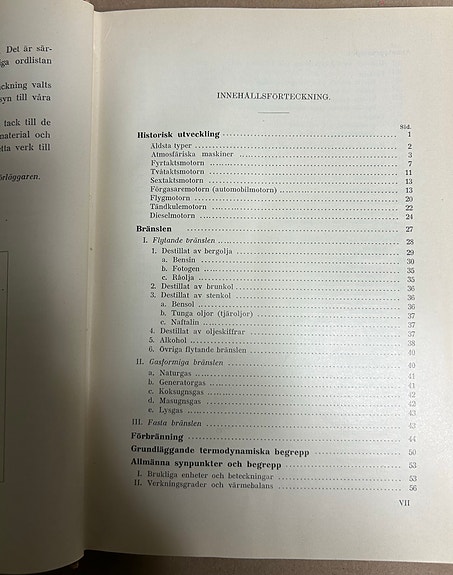 Det är sär-
iga ordlistan
ckning valts
syn till våra
tack till de
material och
etta verk till
örläggaren.
INNEHÅLLSFÖRTECKNING.
Sid.
Historisk utveckling 1
Äldsta typer 2
Atmosfäriska maskiner 3
Fyrtaktsmotorn 7
Tvåtaktsmotorn 11
Sextaktsmotorn 13
Förgasaremotorn (automobilmotorn) 13
Flygmotorn 20
Tändkulemotorn 22
Dieselmotorn 24
Bränslen 27
I. Flytande bränslen 28
1. Destillat av bergolja 29
a. Bensin 30
b. Fotogen 35
c. Råolja 35
2. Destillat av brunkol 36
3. Destillat av stenkol 36
a. Bensol 36
b. Tunga oljor (tjäroljor) 37
c. Naftalin 37
4. Destillat av oljeskiffrar 37
5. Alkohol 38
6. Övriga flytande bränslen 40
II. Gasformiga bränslen 40
a. Naturgas 41
b. Generatorgas 41
c. Koksugnsgas 42
d. Masugnsgas 42
e. Lysgas 43
III. Fasta bränslen 43
Förbränning 44
Grundläggande termodynamiska begrepp 50
Allmänna synpunkter och begrepp 53
I. Brukliga enheter och beteckningar 53
II. Verkningsgrader och värmebalans 56
VII